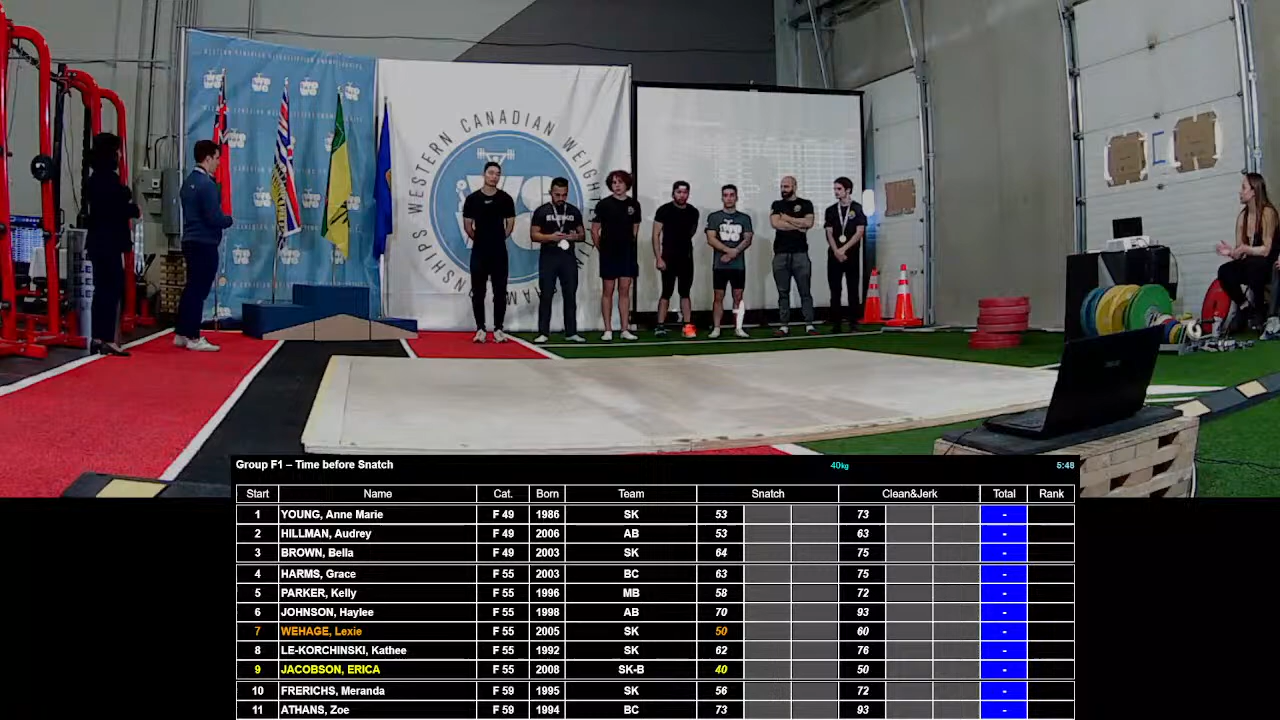 WESTERN CANADIAN WEIGHTLIFTING CHAMPIONSHIPS
ELEIKO
Group F1 – Time before Snatch 40kg 5:48
Start Name Cat. Born Team Snatch Clean&Jerk Total Rank
1 YOUNG, Anne Marie F 49 1986 SK 53 73 -
2 HILLMAN, Audrey F 49 2006 AB 53 63 -
3 BROWN, Bella F 49 2003 SK 64 75 -
4 HARMS, Grace F 55 2003 BC 63 75 -
5 PARKER, Kelly F 55 1996 MB 58 72 -
6 JOHNSON, Haylee F 55 1998 AB 70 93 -
7 WEHAGE, Lexie F 55 2005 SK 50 60 -
8 LE-KORCHINSKI, Kathee F 55 1992 SK 62 76 -
9 JACOBSON, ERICA F 55 2008 SK-B 40 50 -
10 FRERICHS, Meranda F 59 1995 SK 56 72 -
11 ATHANS, Zoe F 59 1994 BC 73 93 -